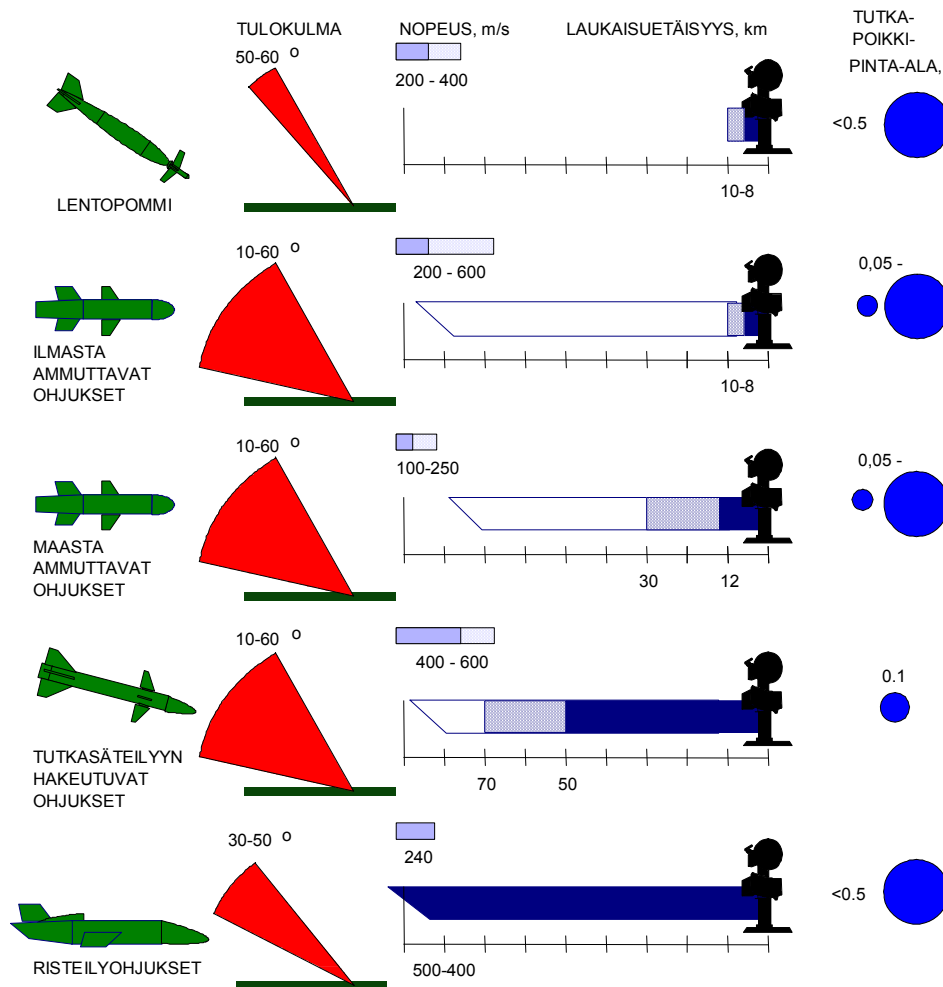 TULOKULMA NOPEUS, m/s LAUKAISUETÄISYYS, km TUTKA-
POIKKI-
PINTA-ALA,
50-60 o
200 - 400
<0.5
LENTOPOMMI
10-8
10-60 o
200 - 600
0,05 -
ILMASTA
AMMUTTAVAT
OHJUKSET
10-8
10-60 o
100-250
0,05 -
MAASTA
AMMUTTAVAT
OHJUKSET
30 12
10-60 o
400 - 600
0.1
TUTKASÄTEILYYN
HAKEUTUVAT
OHJUKSET
70 50
30-50 o
240
<0.5
RISTEILYOHJUKSET
500-400